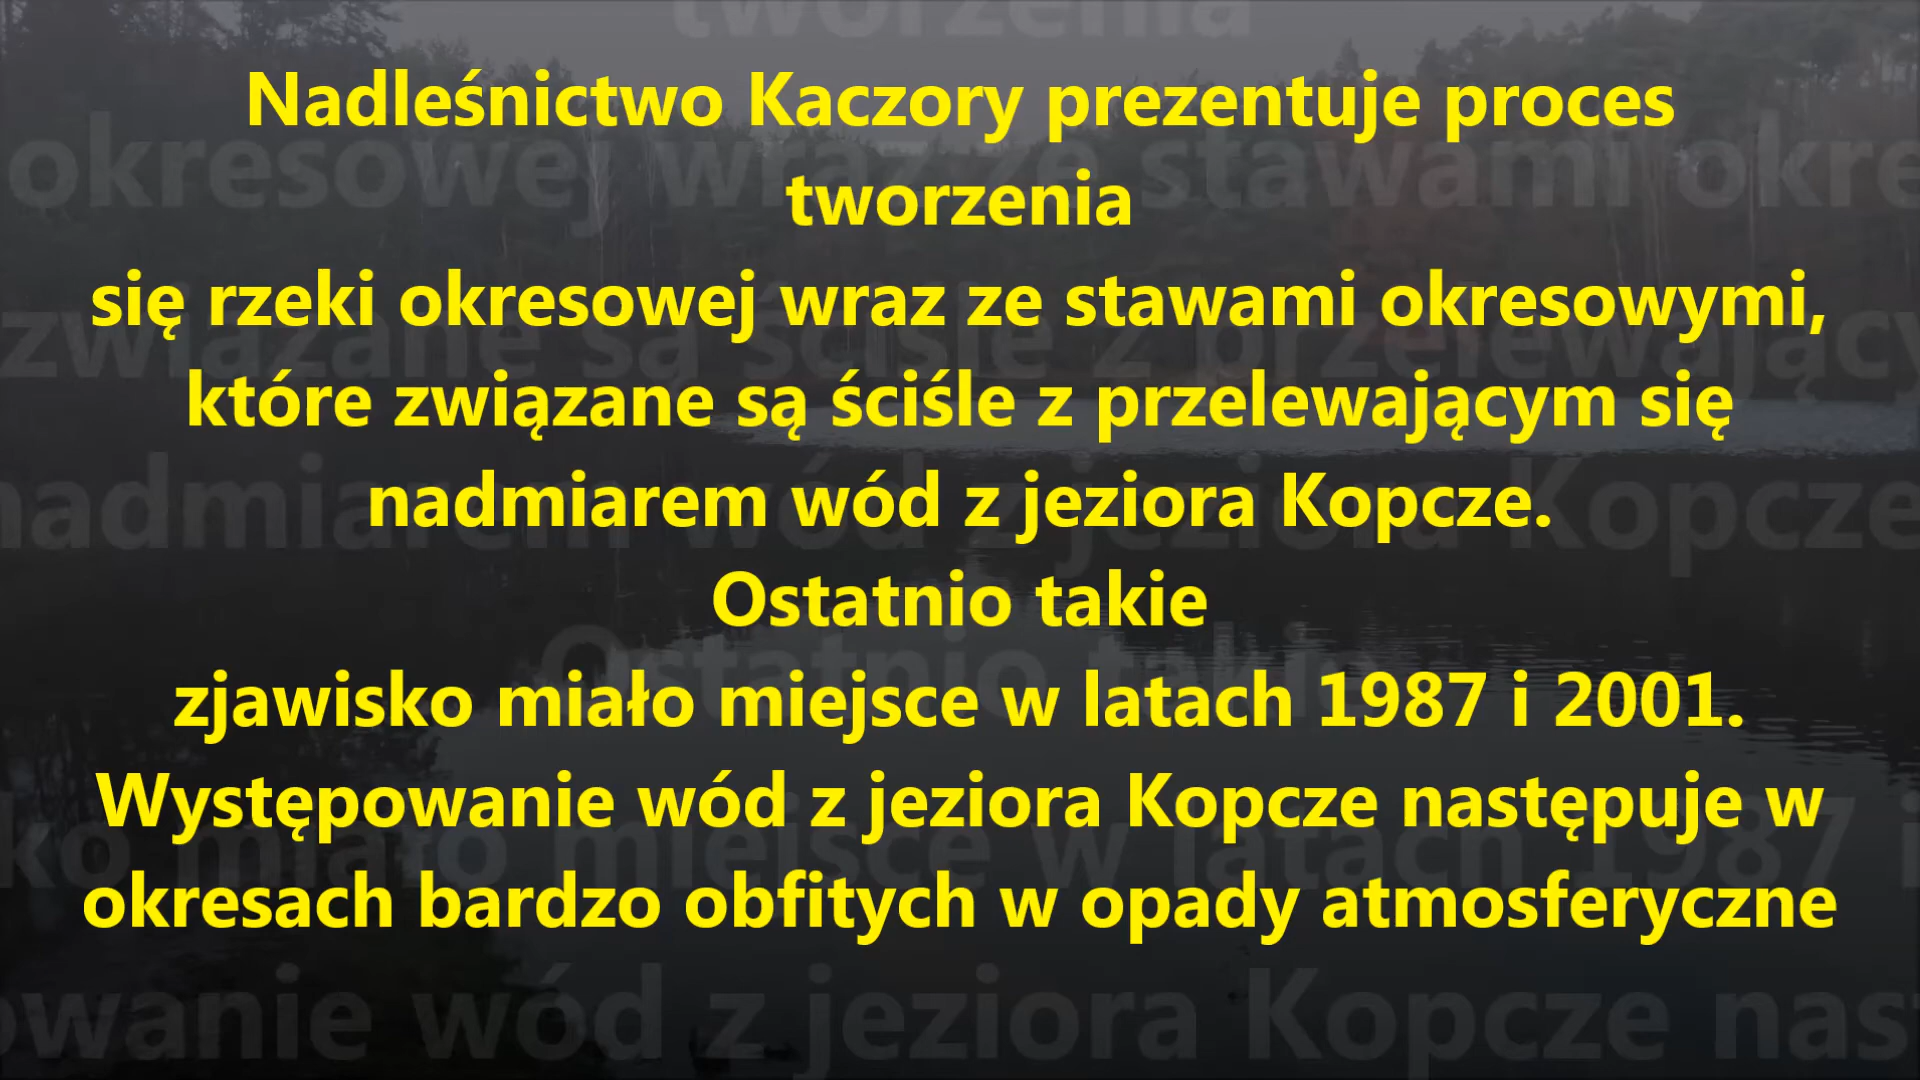 Nadleśnictwo Kaczory prezentuje proces
tworzenia
się rzeki okresowej wraz ze stawami okresowymi,
które związane są ściśle z przelewającym się
nadmiarem wód z jeziora Kopcze.
Ostatnio takie
zjawisko miało miejsce w latach 1987 i 2001.
Występowanie wód z jeziora Kopcze następuje w
okresach bardzo obfitych w opady atmosferyczne